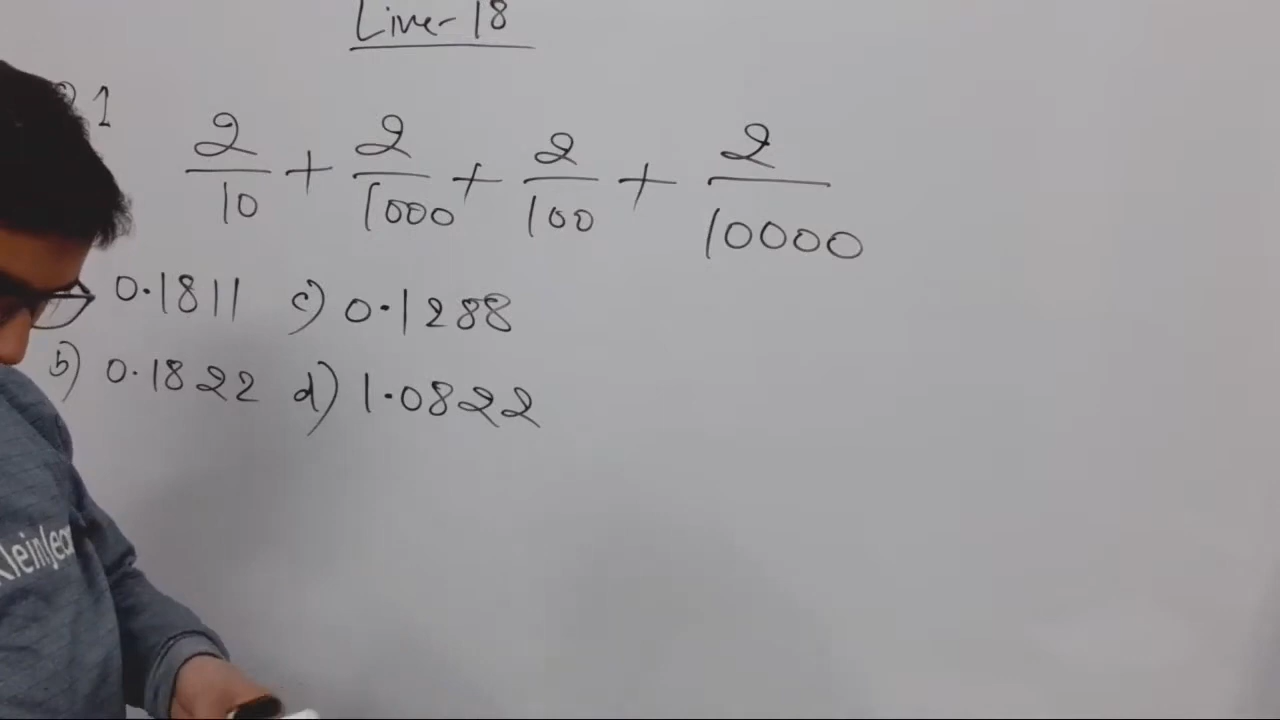 Live-18
1
2/10 + 2/1000 + 2/100 + 2/10000
0.1811 c) 0.1288
b) 0.1822 d) 1.0822